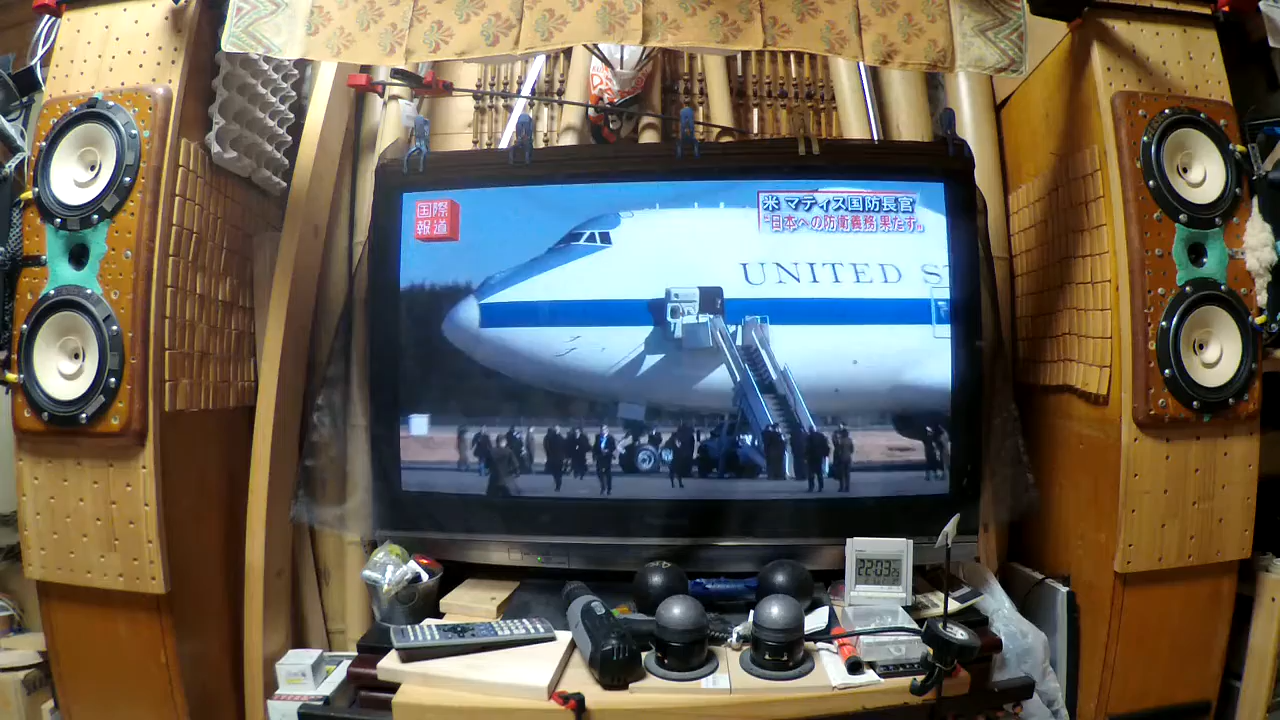 国際
報道
米 マティス国防長官
“日本への防衛義務 果たす”
UNITED S
22:03